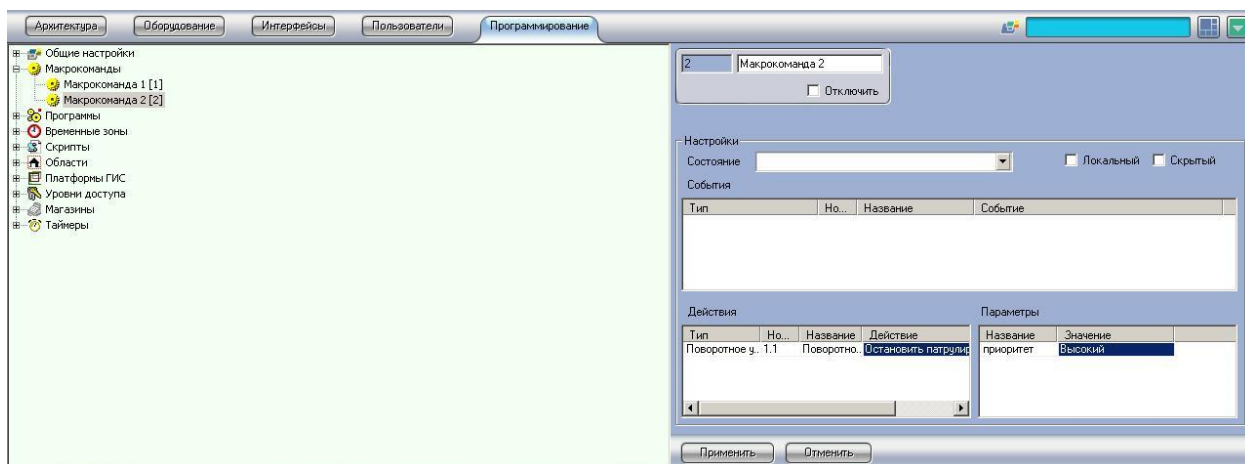 Архитектура Оборудование Интерфейсы Пользователи Программирование
Общие настройки
Макрокоманды
Макрокоманда 1 [1]
Макрокоманда 2 [2]
Программы
Временные зоны
Скрипты
Области
Платформы ГИС
Уровни доступа
Магазины
Таймеры
2 Макрокоманда 2
Отключить
Настройки
Состояние Локальный Скрытый
События
Тип Но... Название Событие
Действия
Тип Но... Название Действие
Поворотное у.. 1.1 Поворотно.. Остановить патрулир
Параметры
Название Значение
приоритет Высокий
Применить Отменить